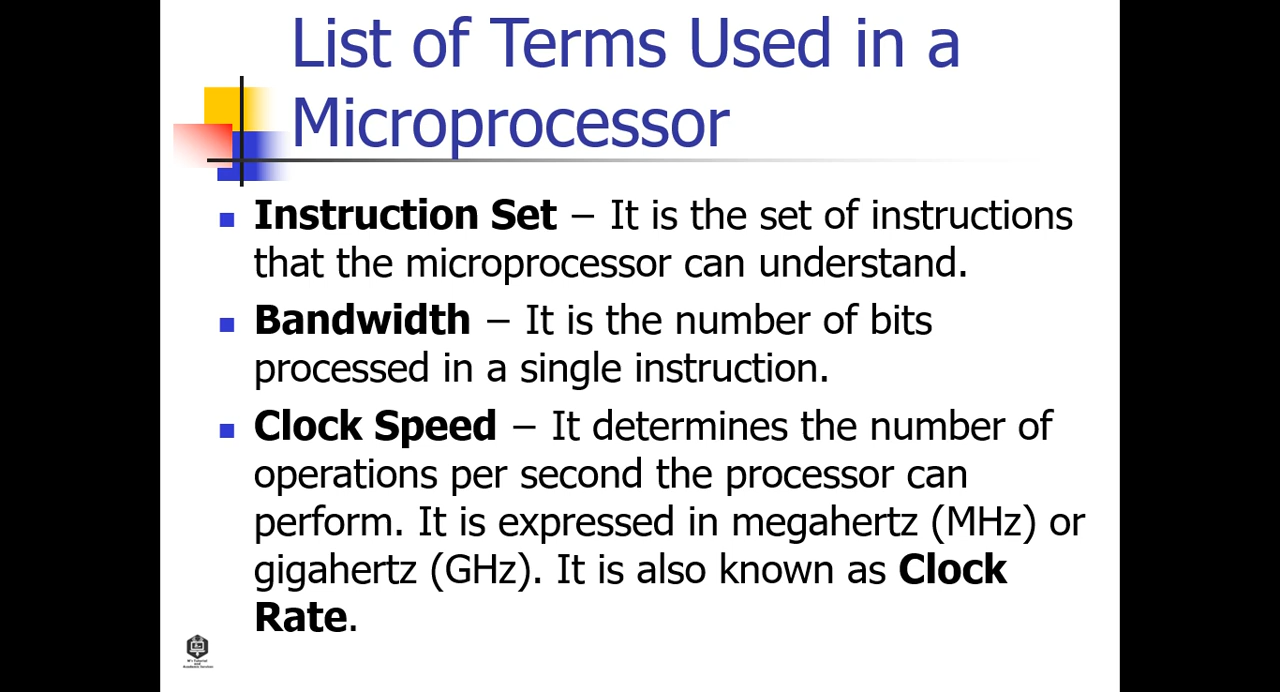 List of Terms Used in a
Microprocessor
Instruction Set – It is the set of instructions
that the microprocessor can understand.
Bandwidth – It is the number of bits
processed in a single instruction.
Clock Speed – It determines the number of
operations per second the processor can
perform. It is expressed in megahertz (MHz) or
gigahertz (GHz). It is also known as Clock
Rate.